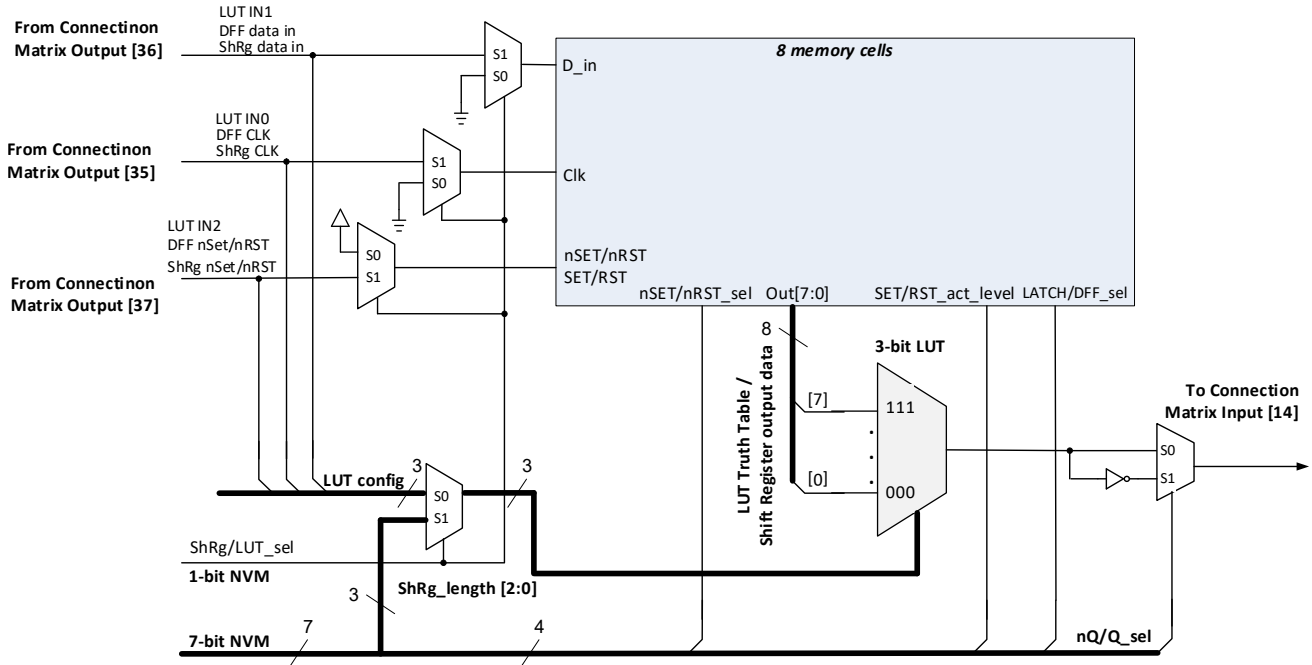 From Connectinon
Matrix Output [36]
LUT IN1
DFF data in
ShRg data in
S1
S0
8 memory cells
D_in
From Connectinon
Matrix Output [35]
LUT IN0
DFF CLK
ShRg CLK
S1
S0
Clk
LUT IN2
DFF nSet/nRST
ShRg nSet/nRST
S0
S1
nSET/nRST
SET/RST
From Connectinon
Matrix Output [37]
nSET/nRST_sel
Out[7:0]
SET/RST_act_level
LATCH/DFF_sel
8
3-bit LUT
LUT Truth Table /
Shift Register output data
[7]
111
[0]
000
To Connection
Matrix Input [14]
S0
S1
LUT config
3
S0
S1
3
ShRg/LUT_sel
1-bit NVM
ShRg_length [2:0]
3
7-bit NVM
7
4
nQ/Q_sel